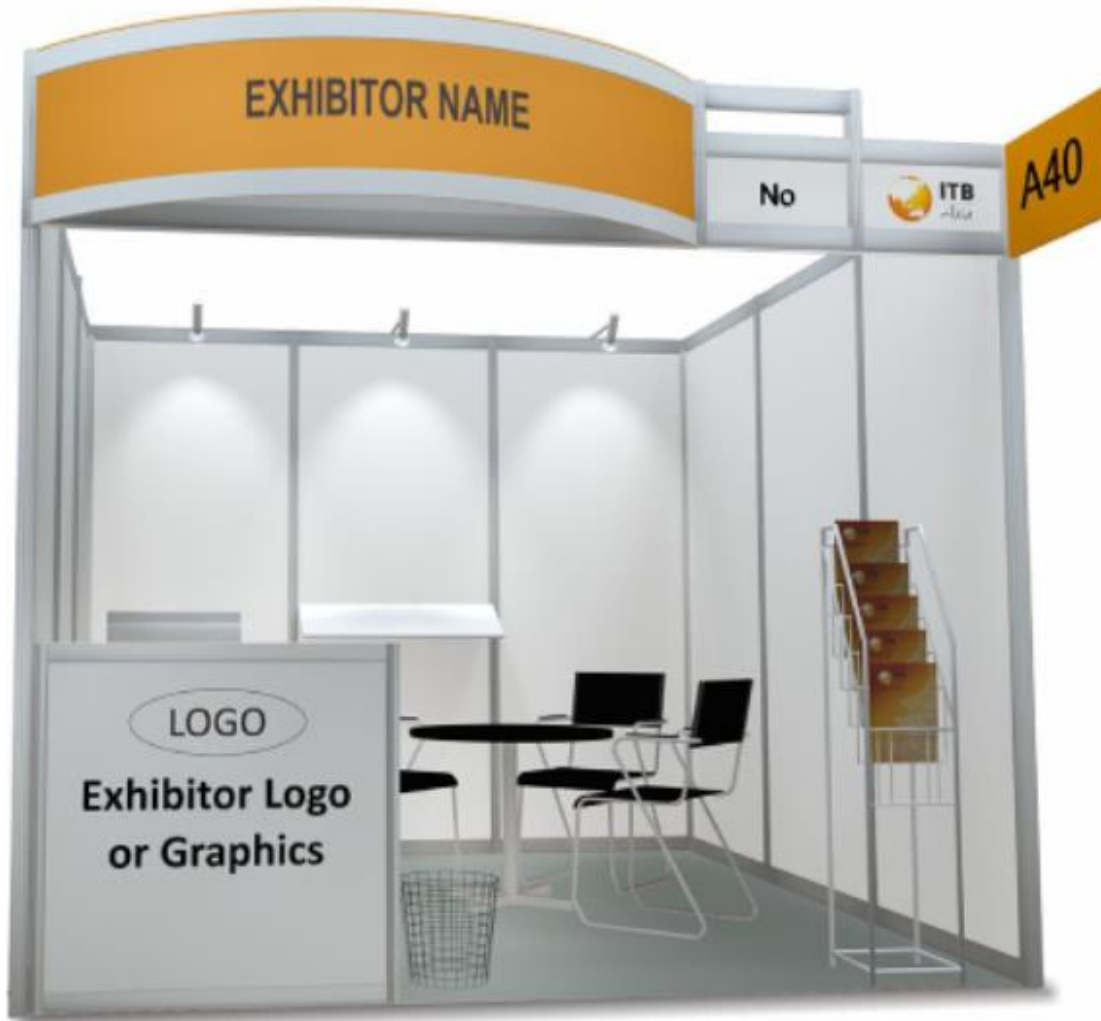 EXHIBITOR NAME
No
ITB
Asia
A40
LOGO
Exhibitor Logo
or Graphics